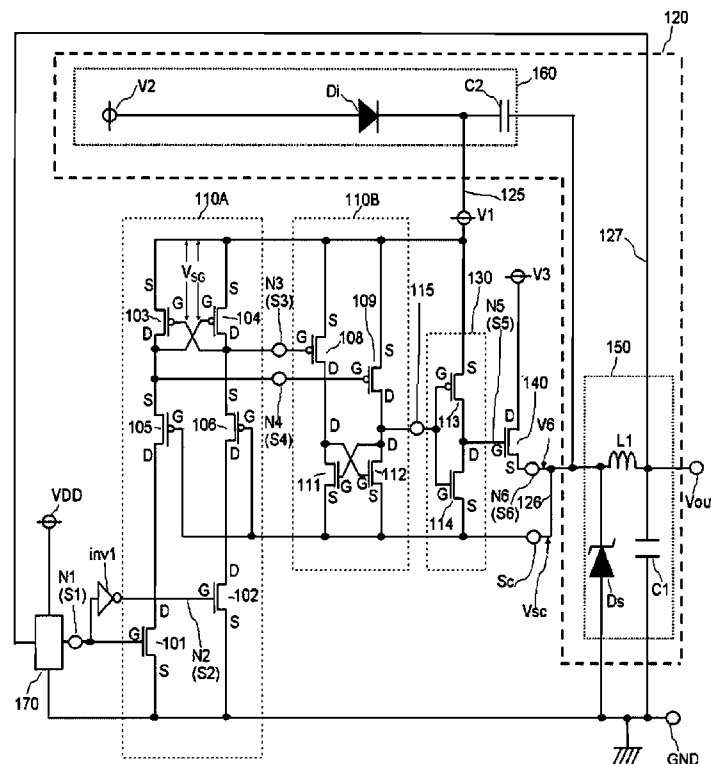 120
160
V2
Di
C2
125
V1
127
110A
110B
130
V3
115
109
S
S
VSG
G
G
103
104
D
D
N3
(S3)
G
S
108
D
S
G
D
N4
(S4)
N5
(S5)
S
G
113
D
D
G
140
S
V6
N6
(S6)
126
150
L1
Vou
S
S
105
G
106
G
D
D
D
D
111
G
112
G
S
S
G
114
S
Sc
Vsc
Ds
C1
VDD
inv1
N1
(S1)
D
G
102
S
N2
(S2)
D
G
101
S
170
GND